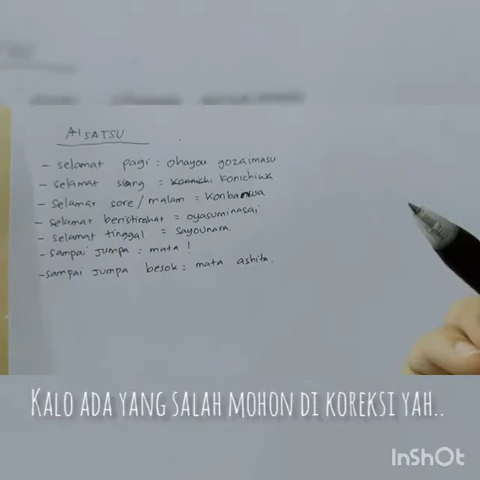 AISATSU
- selamat pagi : ohayou gozaimasu
- selamat siang = konichiwa
- selamat sore / malam = konbanwa
- selamat beristirahat = oyasuminasai
- selamat tinggal = sayounara
- sampai jumpa = mata !
- sampai jumpa besok = mata ashita.
KALO ADA YANG SALAH MOHON DI KOREKSI YAH..
InShOt